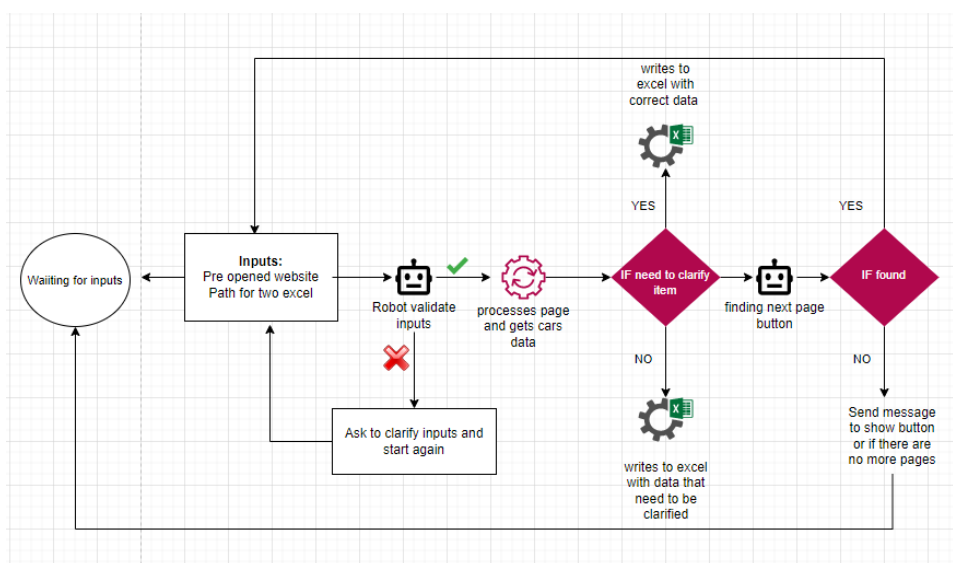 writes to
excel with
correct data
YES
YES
Waiiting for inputs
Inputs:
Pre opened website
Path for two excel
Robot validate
inputs
processes page
and gets cars
data
IF need to clarify
item
finding next page
button
IF found
NO
NO
Ask to clarify inputs and
start again
writes to excel
with data that
need to be
clarified
Send message
to show button
or if there are
no more pages